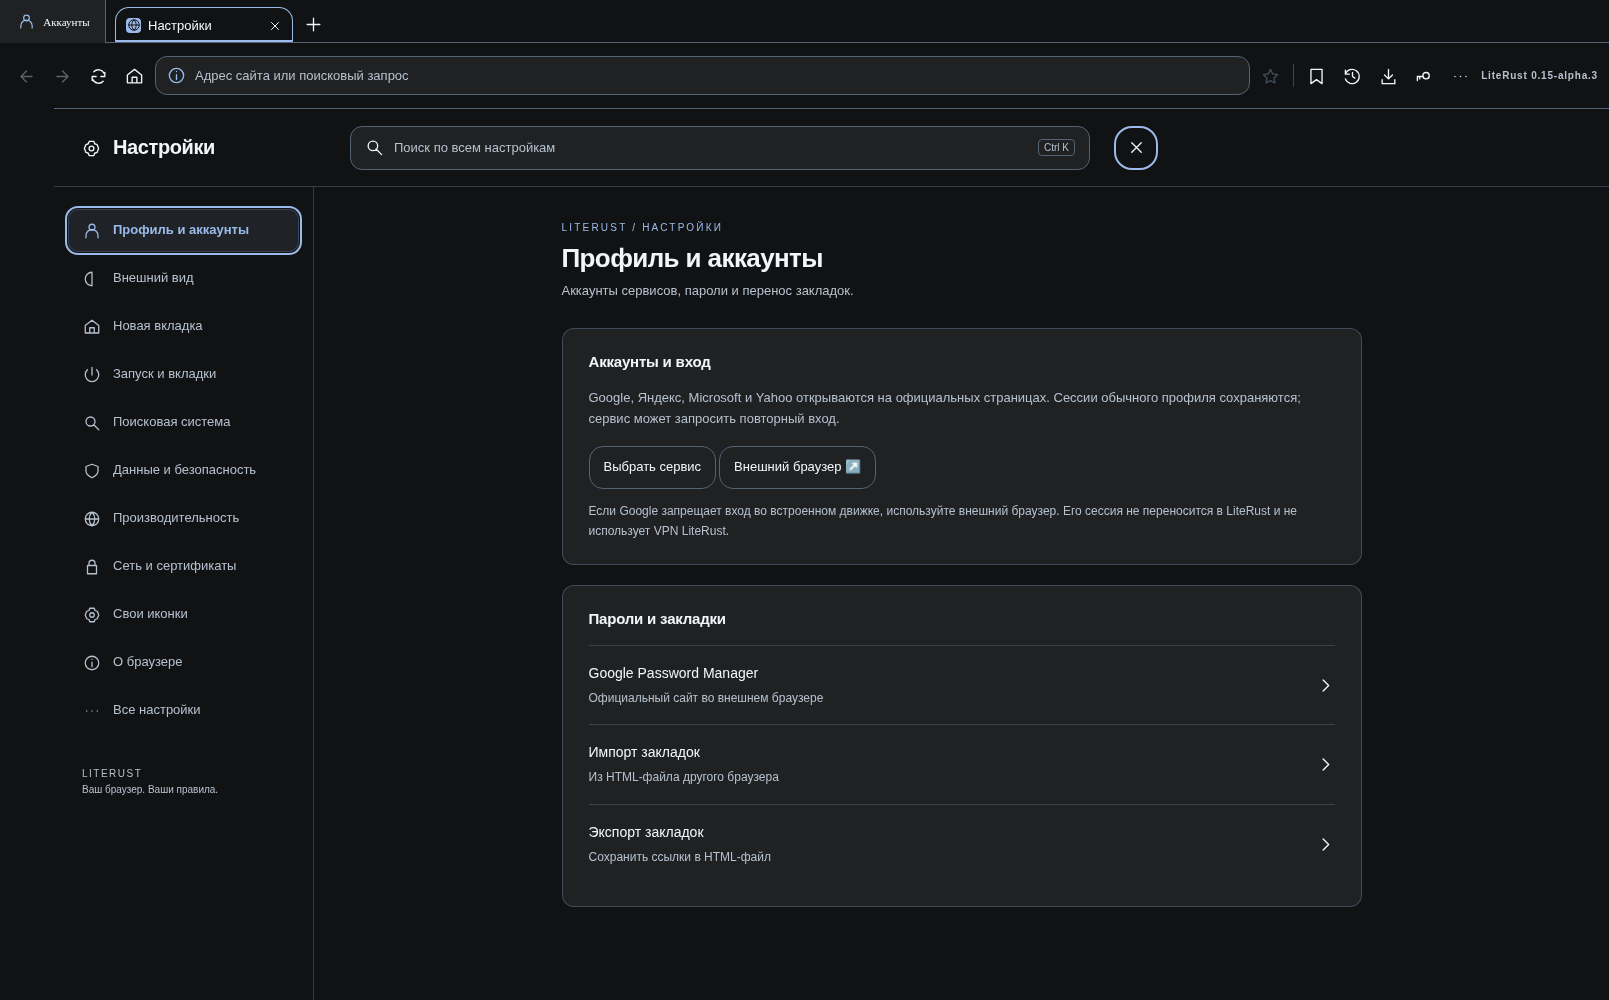 Аккаунты
Настройки
Адрес сайта или поисковый запрос
LiteRust 0.15-alpha.3
Настройки
Поиск по всем настройкам
Ctrl K
Профиль и аккаунты
Внешний вид
Новая вкладка
Запуск и вкладки
Поисковая система
Данные и безопасность
Производительность
Сеть и сертификаты
Свои иконки
О браузере
Все настройки
LITERUST
Ваш браузер. Ваши правила.
LITERUST / НАСТРОЙКИ
Профиль и аккаунты
Аккаунты сервисов, пароли и перенос закладок.
Аккаунты и вход
Google, Яндекс, Microsoft и Yahoo открываются на официальных страницах. Сессии обычного профиля сохраняются;
сервис может запросить повторный вход.
Выбрать сервис
Внешний браузер ↗️
Если Google запрещает вход во встроенном движке, используйте внешний браузер. Его сессия не переносится в LiteRust и не
использует VPN LiteRust.
Пароли и закладки
Google Password Manager
Официальный сайт во внешнем браузере
Импорт закладок
Из HTML-файла другого браузера
Экспорт закладок
Сохранить ссылки в HTML-файл